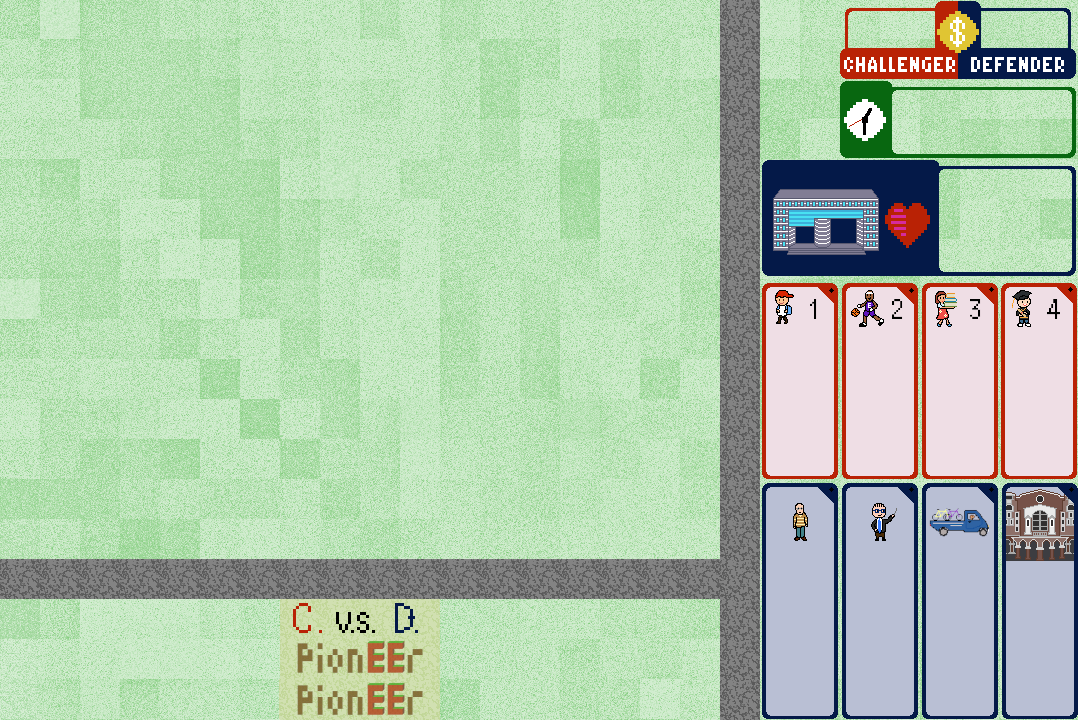 $
CHALLENGER DEFENDER
1 2 3 4
C. v.s. D.
PionEEr
PionEEr